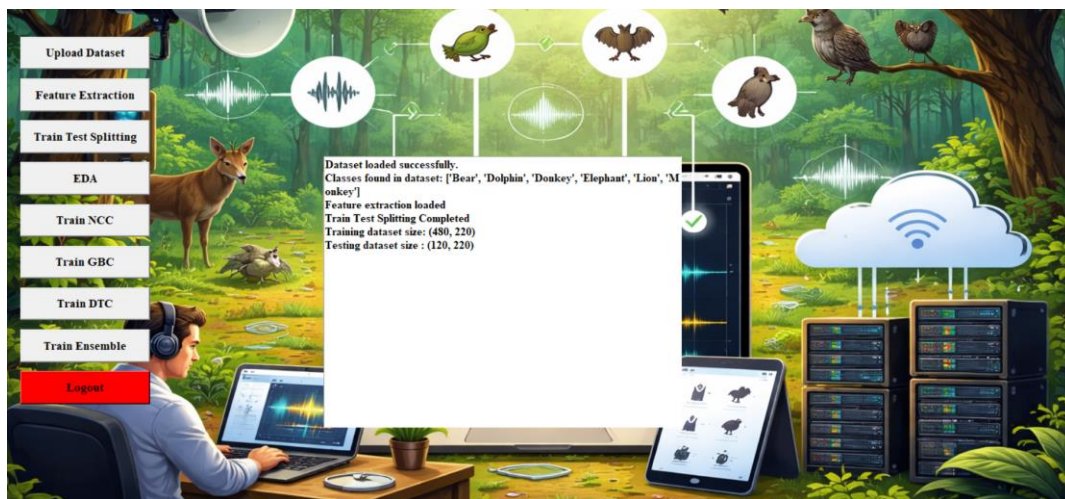 Upload Dataset
Feature Extraction
Train Test Splitting
EDA
Train NCC
Train GBC
Train DTC
Train Ensemble
Logout
Dataset loaded successfully.
Classes found in dataset: ['Bear', 'Dolphin', 'Donkey', 'Elephant', 'Lion', 'M
onkey']
Feature extraction loaded
Train Test Splitting Completed
Training dataset size: (480, 220)
Testing dataset size : (120, 220)